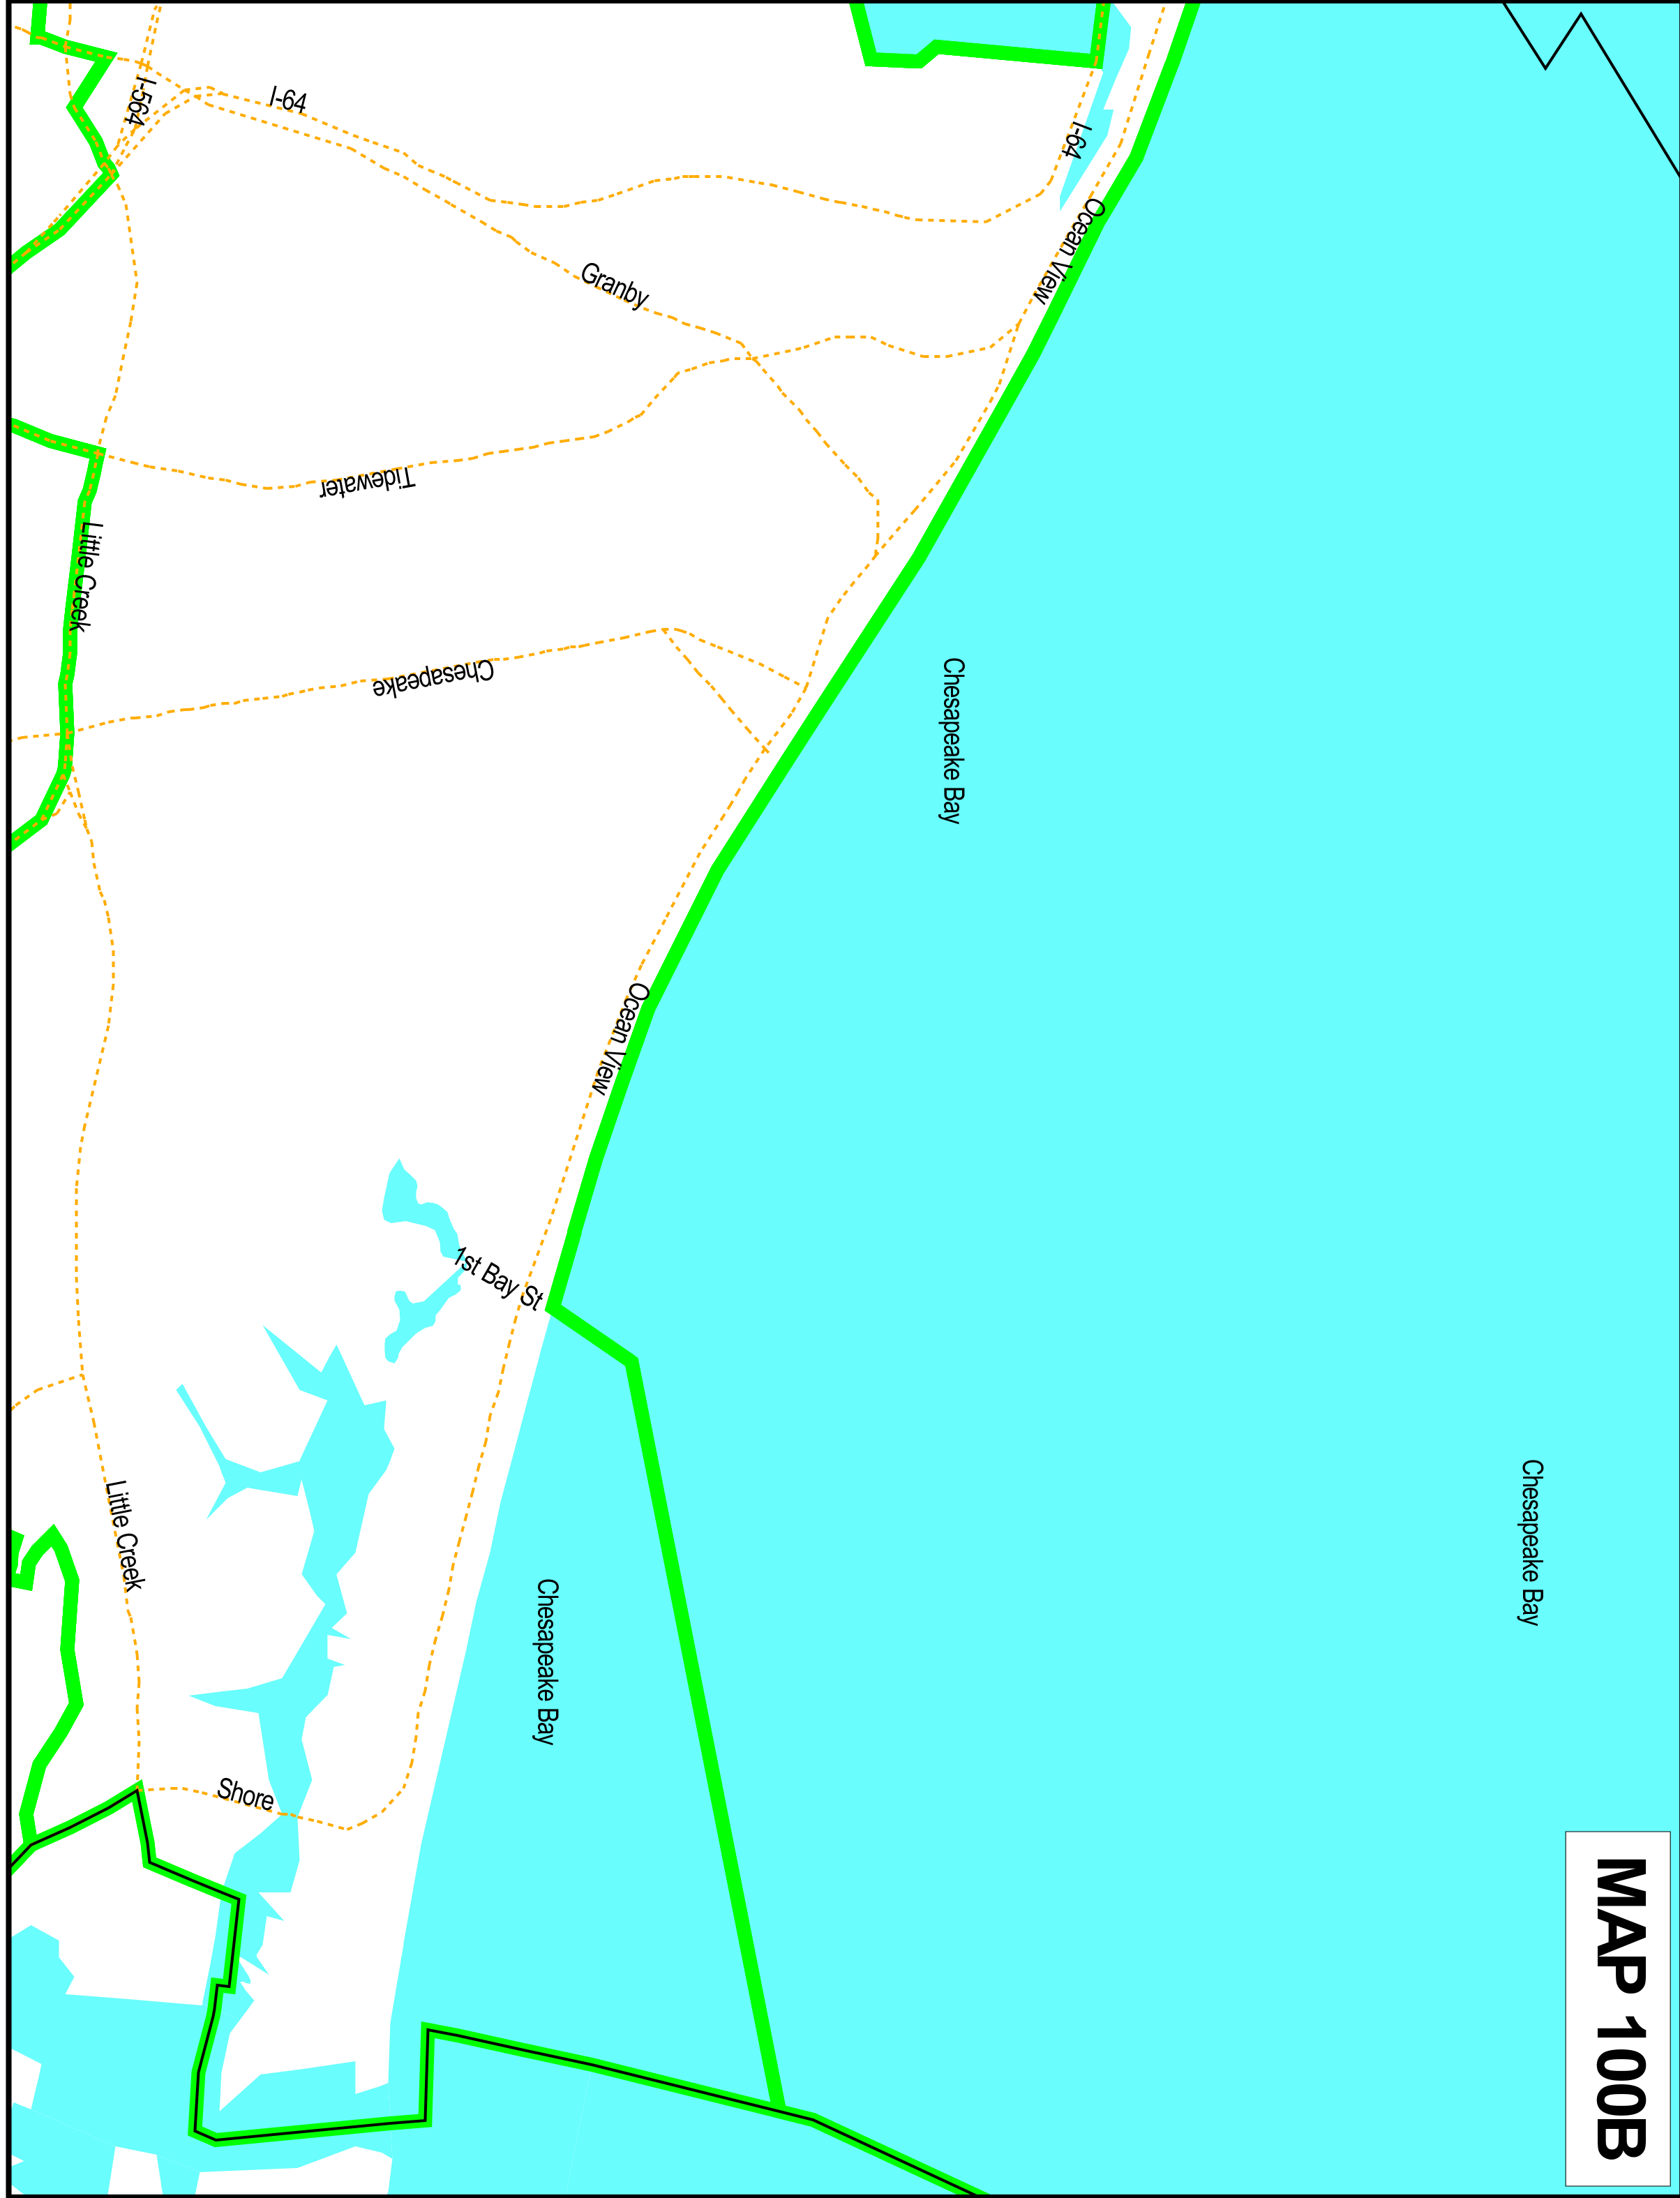 I-564
I-64
I-64
Ocean View
Granby
Tidewater
Little Creek
Chesapeake
Chesapeake Bay
Ocean View
1st Bay St
Chesapeake Bay
Little Creek
Chesapeake Bay
Shore
MAP 100B